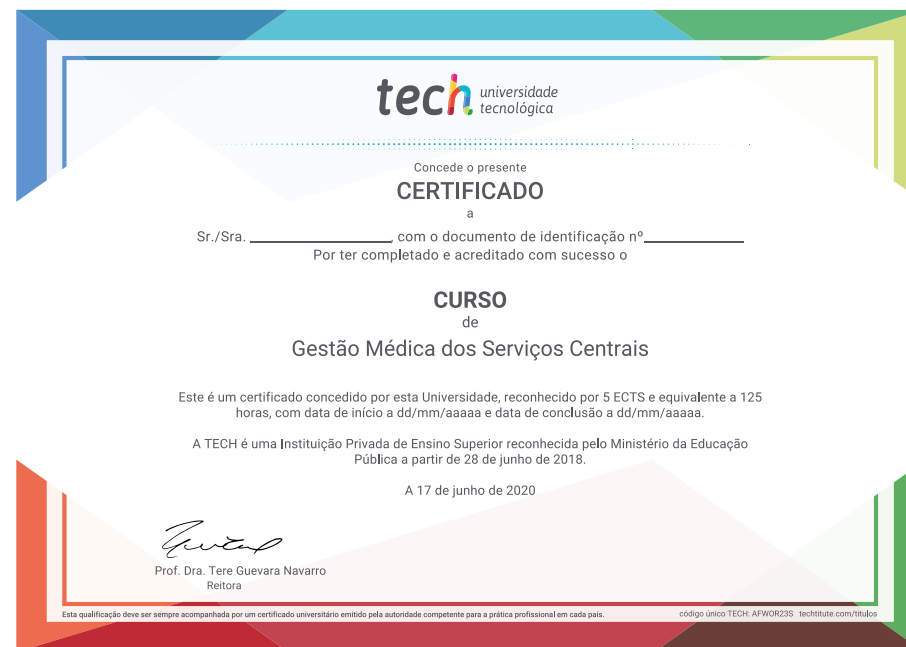 tech universidade
tecnológica
Concede o presente
CERTIFICADO
a
Sr./Sra. ________________, com o documento de identificação nº____________
Por ter completado e acreditado com sucesso o
CURSO
de
Gestão Médica dos Serviços Centrais
Este é um certificado concedido por esta Universidade, reconhecido por 5 ECTS e equivalente a 125
horas, com data de início a dd/mm/aaaaa e data de conclusão a dd/mm/aaaaa.
A TECH é uma Instituição Privada de Ensino Superior reconhecida pelo Ministério da Educação
Pública a partir de 28 de junho de 2018.
A 17 de junho de 2020
Prof. Dra. Tere Guevara Navarro
Reitora
Esta qualificação deve ser sempre acompanhada por um certificado universitário emitido pela autoridade competente para a prática profissional em cada país.
código único TECH: AFWOR23S techtitute.com/titulos